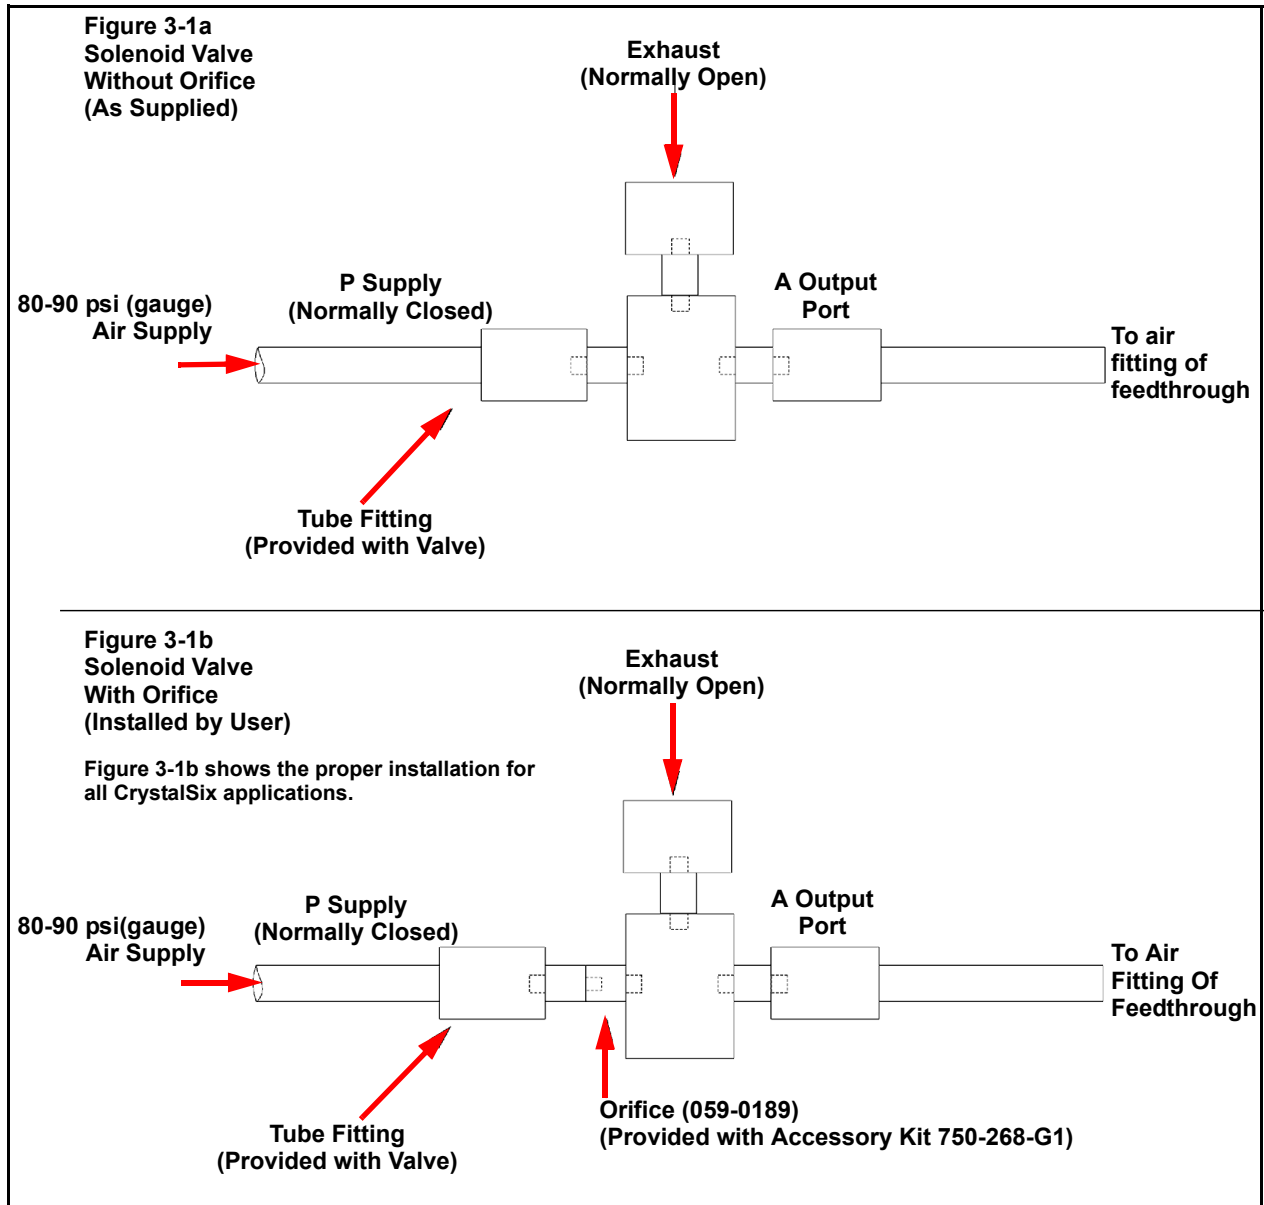 Figure 3-1a
Solenoid Valve
Without Orifice
(As Supplied)
Exhaust
(Normally Open)
P Supply
(Normally Closed)
A Output
Port
80-90 psi (gauge)
Air Supply
To air
fitting of
feedthrough
Tube Fitting
(Provided with Valve)
Figure 3-1b
Solenoid Valve
With Orifice
(Installed by User)
Figure 3-1b shows the proper installation for
all CrystalSix applications.
Exhaust
(Normally Open)
P Supply
(Normally Closed)
A Output
Port
80-90 psi(gauge)
Air Supply
To Air
Fitting Of
Feedthrough
Orifice (059-0189)
(Provided with Accessory Kit 750-268-G1)
Tube Fitting
(Provided with Valve)